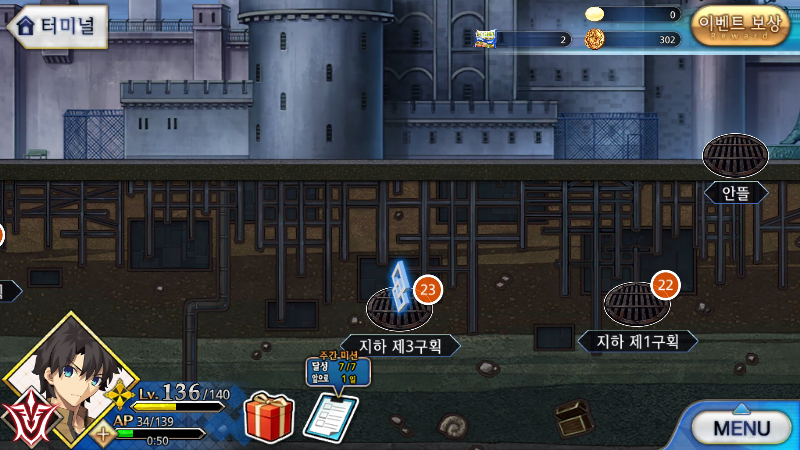 터미널
2
0
302
이벤트 보상
Reward
안뜰
23
22
지하 제3구획
지하 제1구획
주간 미션
달성 7/7
앞으로 1일
Lv. 136/140
AP 34/139
0:50
MENU